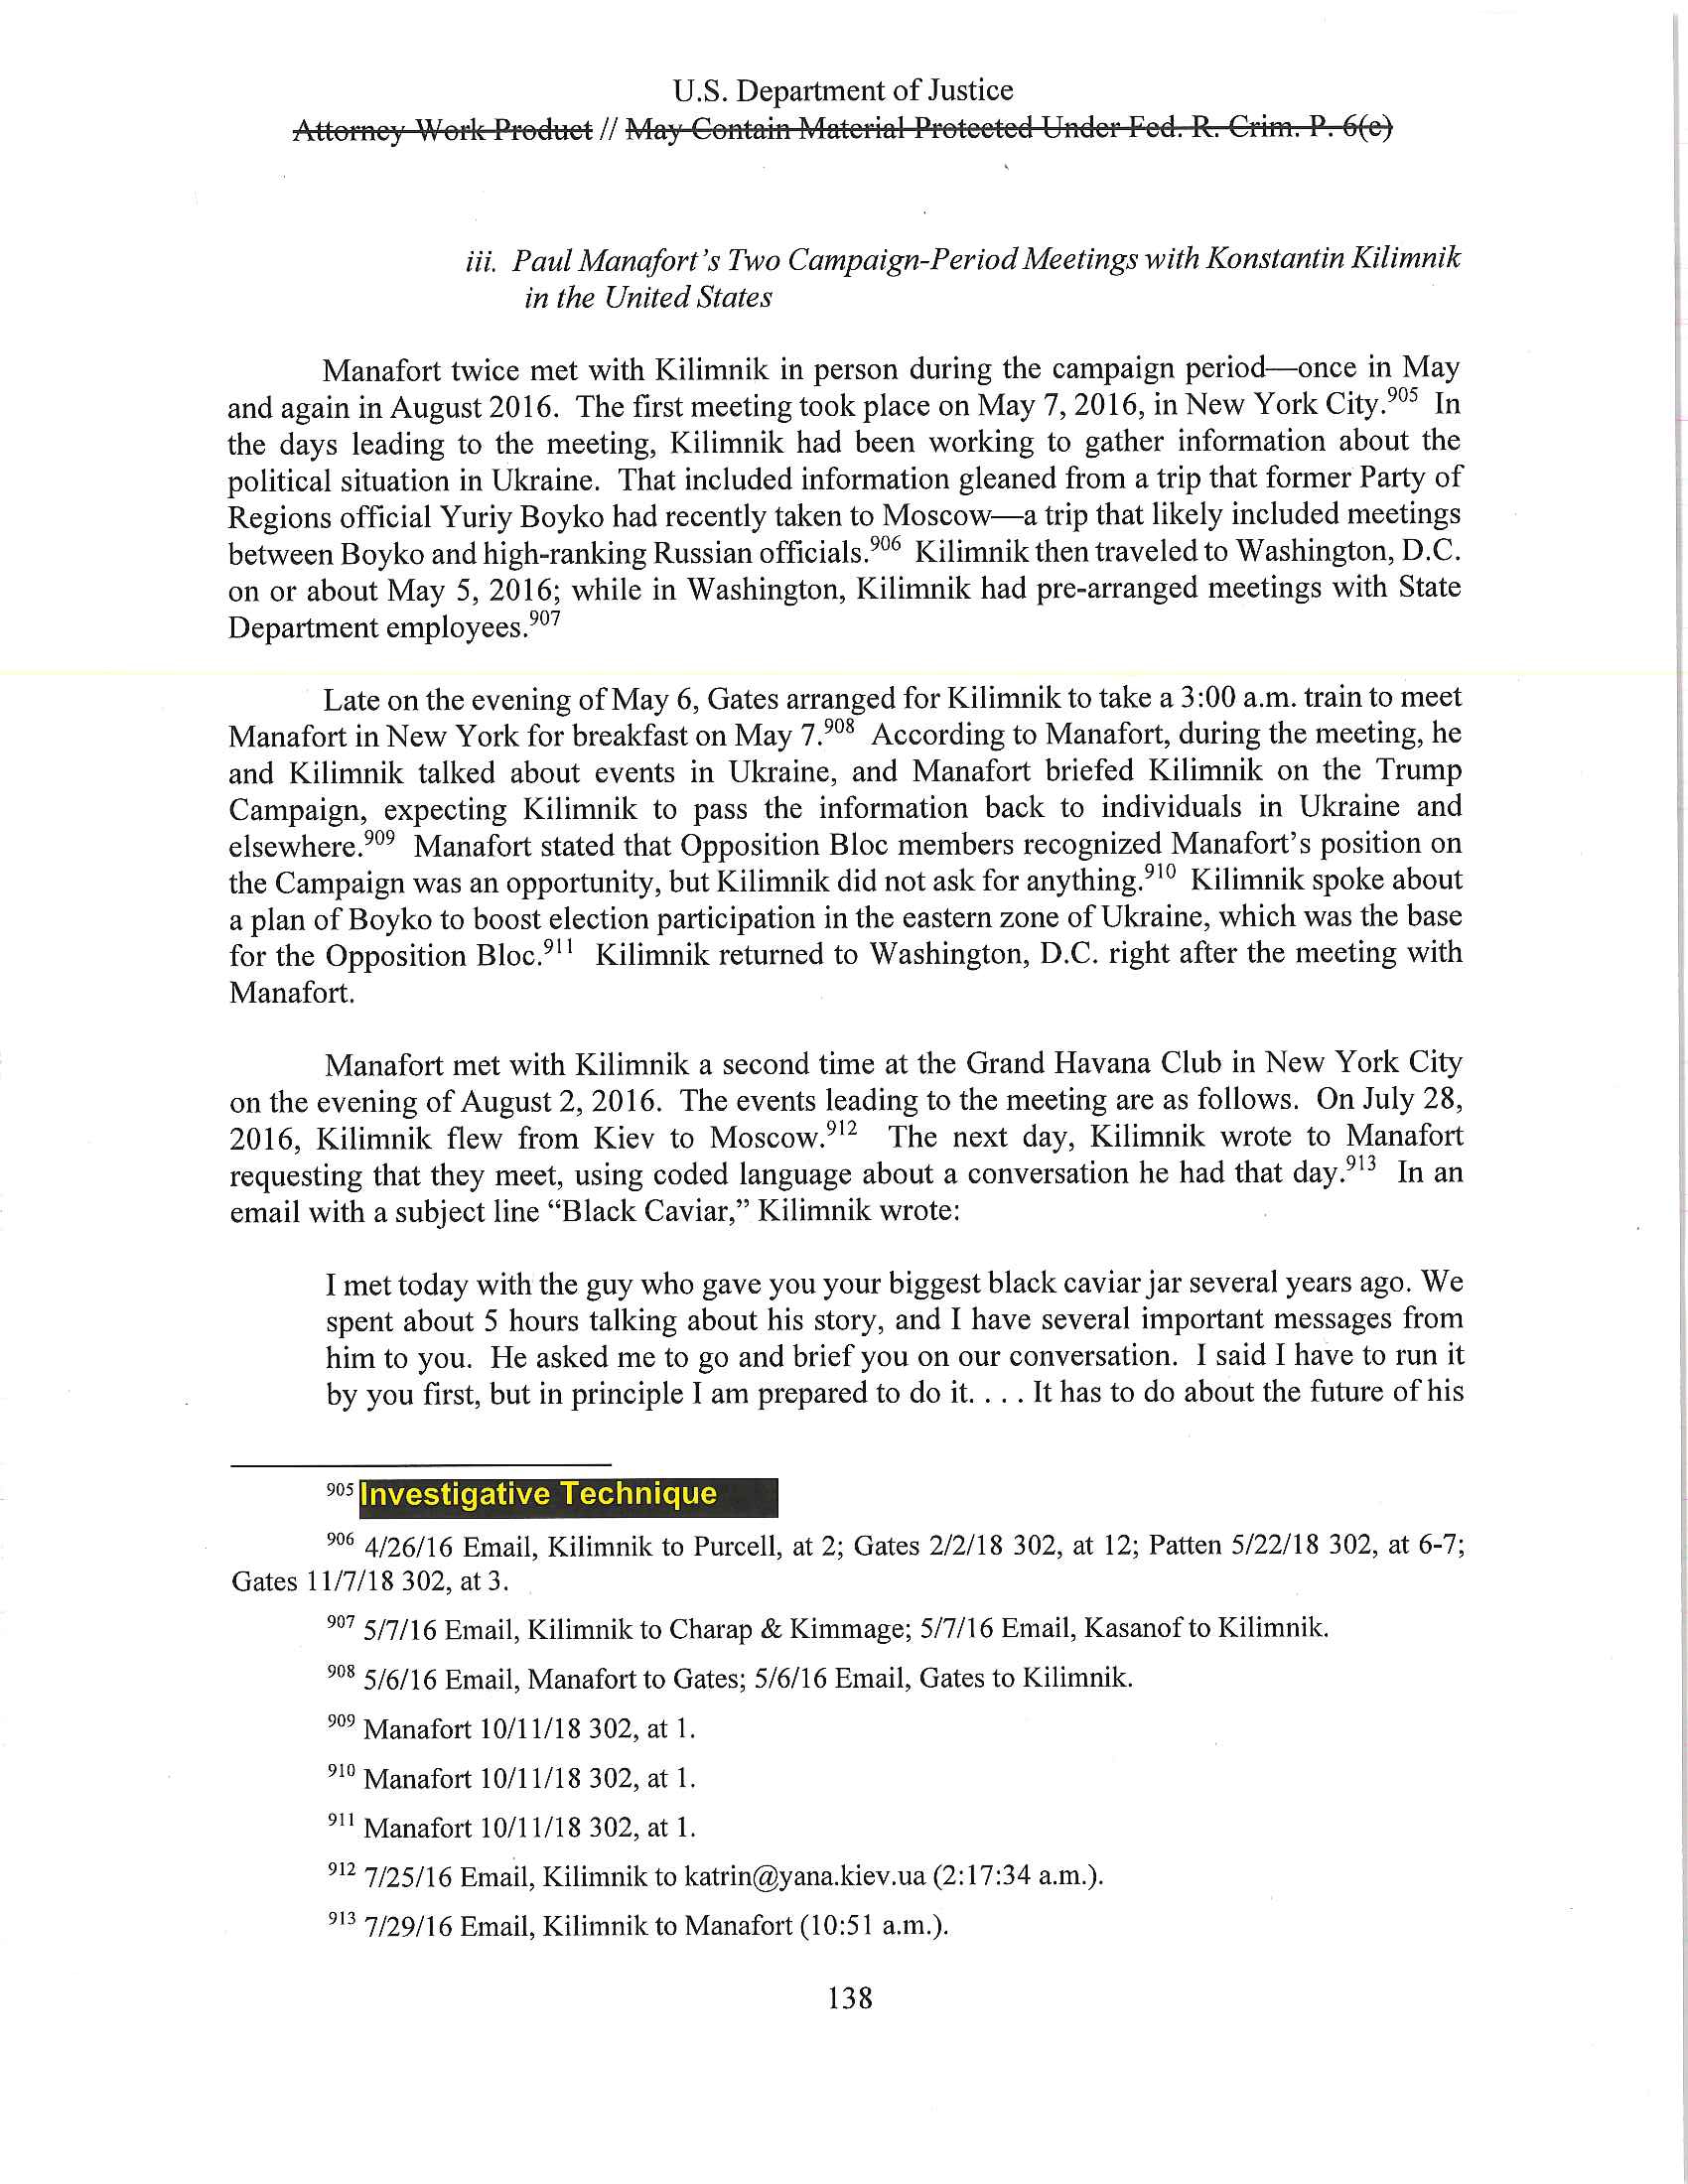 U.S. Department of Justice
Attorney Work Product // May Contain Material Protected Under Fed. R. Crim. P. 6(e)
iii. Paul Manafort's Two Campaign-Period Meetings with Konstantin Kilimnik
in the United States
Manafort twice met with Kilimnik in person during the campaign period—once in May
and again in August 2016. The first meeting took place on May 7, 2016, in New York City.905 In
the days leading to the meeting, Kilimnik had been working to gather information about the
political situation in Ukraine. That included information gleaned from a trip that former Party of
Regions official Yuriy Boyko had recently taken to Moscow—a trip that likely included meetings
between Boyko and high-ranking Russian officials.906 Kilimnik then traveled to Washington, D.C.
on or about May 5, 2016; while in Washington, Kilimnik had pre-arranged meetings with State
Department employees.907
Late on the evening of May 6, Gates arranged for Kilimnik to take a 3:00 a.m. train to meet
Manafort in New York for breakfast on May 7.908 According to Manafort, during the meeting, he
and Kilimnik talked about events in Ukraine, and Manafort briefed Kilimnik on the Trump
Campaign, expecting Kilimnik to pass the information back to individuals in Ukraine and
elsewhere.909 Manafort stated that Opposition Bloc members recognized Manafort's position on
the Campaign was an opportunity, but Kilimnik did not ask for anything.910 Kilimnik spoke about
a plan of Boyko to boost election participation in the eastern zone of Ukraine, which was the base
for the Opposition Bloc.911 Kilimnik returned to Washington, D.C. right after the meeting with
Manafort.
Manafort met with Kilimnik a second time at the Grand Havana Club in New York City
on the evening of August 2, 2016. The events leading to the meeting are as follows. On July 28,
2016, Kilimnik flew from Kiev to Moscow.912 The next day, Kilimnik wrote to Manafort
requesting that they meet, using coded language about a conversation he had that day.913 In an
email with a subject line “Black Caviar,” Kilimnik wrote:
I met today with the guy who gave you your biggest black caviar jar several years ago. We
spent about 5 hours talking about his story, and I have several important messages from
him to you. He asked me to go and brief you on our conversation. I said I have to run it
by you first, but in principle I am prepared to do it. . . . It has to do about the future of his
905 Investigative Technique
906 4/26/16 Email, Kilimnik to Purcell, at 2; Gates 2/2/18 302, at 12; Patten 5/22/18 302, at 6-7;
Gates 11/7/18 302, at 3.
907 5/7/16 Email, Kilimnik to Charap & Kimmage; 5/7/16 Email, Kasanof to Kilimnik.
908 5/6/16 Email, Manafort to Gates; 5/6/16 Email, Gates to Kilimnik.
909 Manafort 10/11/18 302, at 1.
910 Manafort 10/11/18 302, at 1.
911 Manafort 10/11/18 302, at 1.
912 7/25/16 Email, Kilimnik to katrin@yana.kiev.ua (2:17:34 a.m.).
913 7/29/16 Email, Kilimnik to Manafort (10:51 a.m.).
138